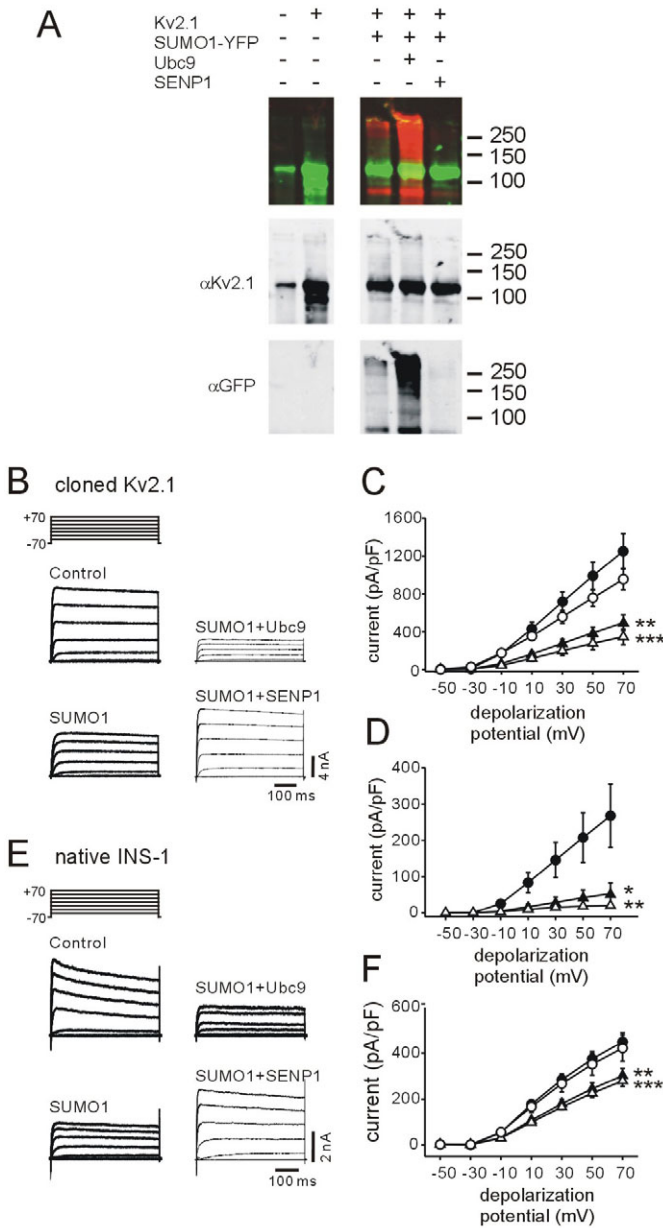 A
Kv2.1 - + + + +
SUMO1-YFP - - + + +
Ubc9 - - - + -
SENP1 - - - - +
250
150
100
αKv2.1
250
150
100
αGFP
250
150
100
B cloned Kv2.1
+70
-70
Control
SUMO1+Ubc9
SUMO1
SUMO1+SENP1
4 nA
100 ms
C
current (pA/pF)
1600
1200
800
400
0
**
***
-50 -30 -10 10 30 50 70
depolarization
potential (mV)
D
current (pA/pF)
400
300
200
100
0
*
**
-50 -30 -10 10 30 50 70
depolarization
potential (mV)
E native INS-1
+70
-70
Control
SUMO1+Ubc9
SUMO1
SUMO1+SENP1
2 nA
100 ms
F
current (pA/pF)
600
400
200
0
**
***
-50 -30 -10 10 30 50 70
depolarization
potential (mV)